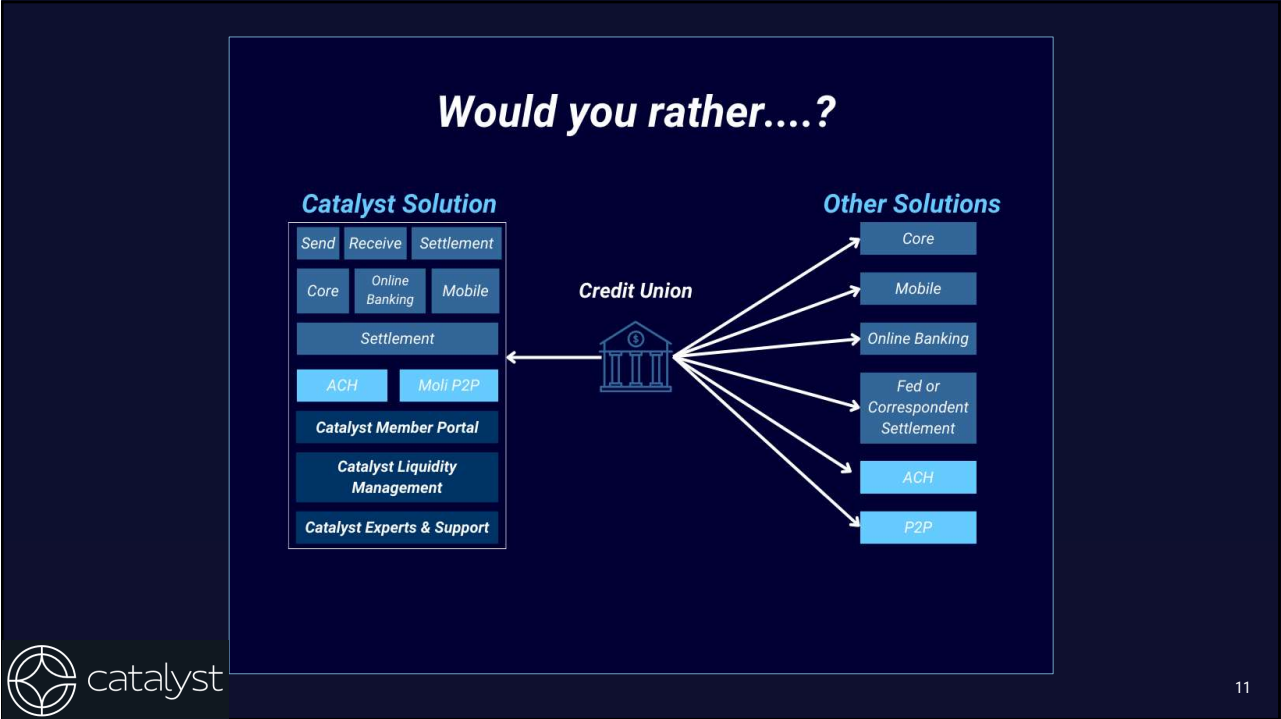 Would you rather....?
Catalyst Solution
Send
Receive
Settlement
Core
Online
Banking
Mobile
Settlement
ACH
Moli P2P
Catalyst Member Portal
Catalyst Liquidity
Management
Catalyst Experts & Support
Credit Union
$
Other Solutions
Core
Mobile
Online Banking
Fed or
Correspondent
Settlement
ACH
P2P
catalyst
11